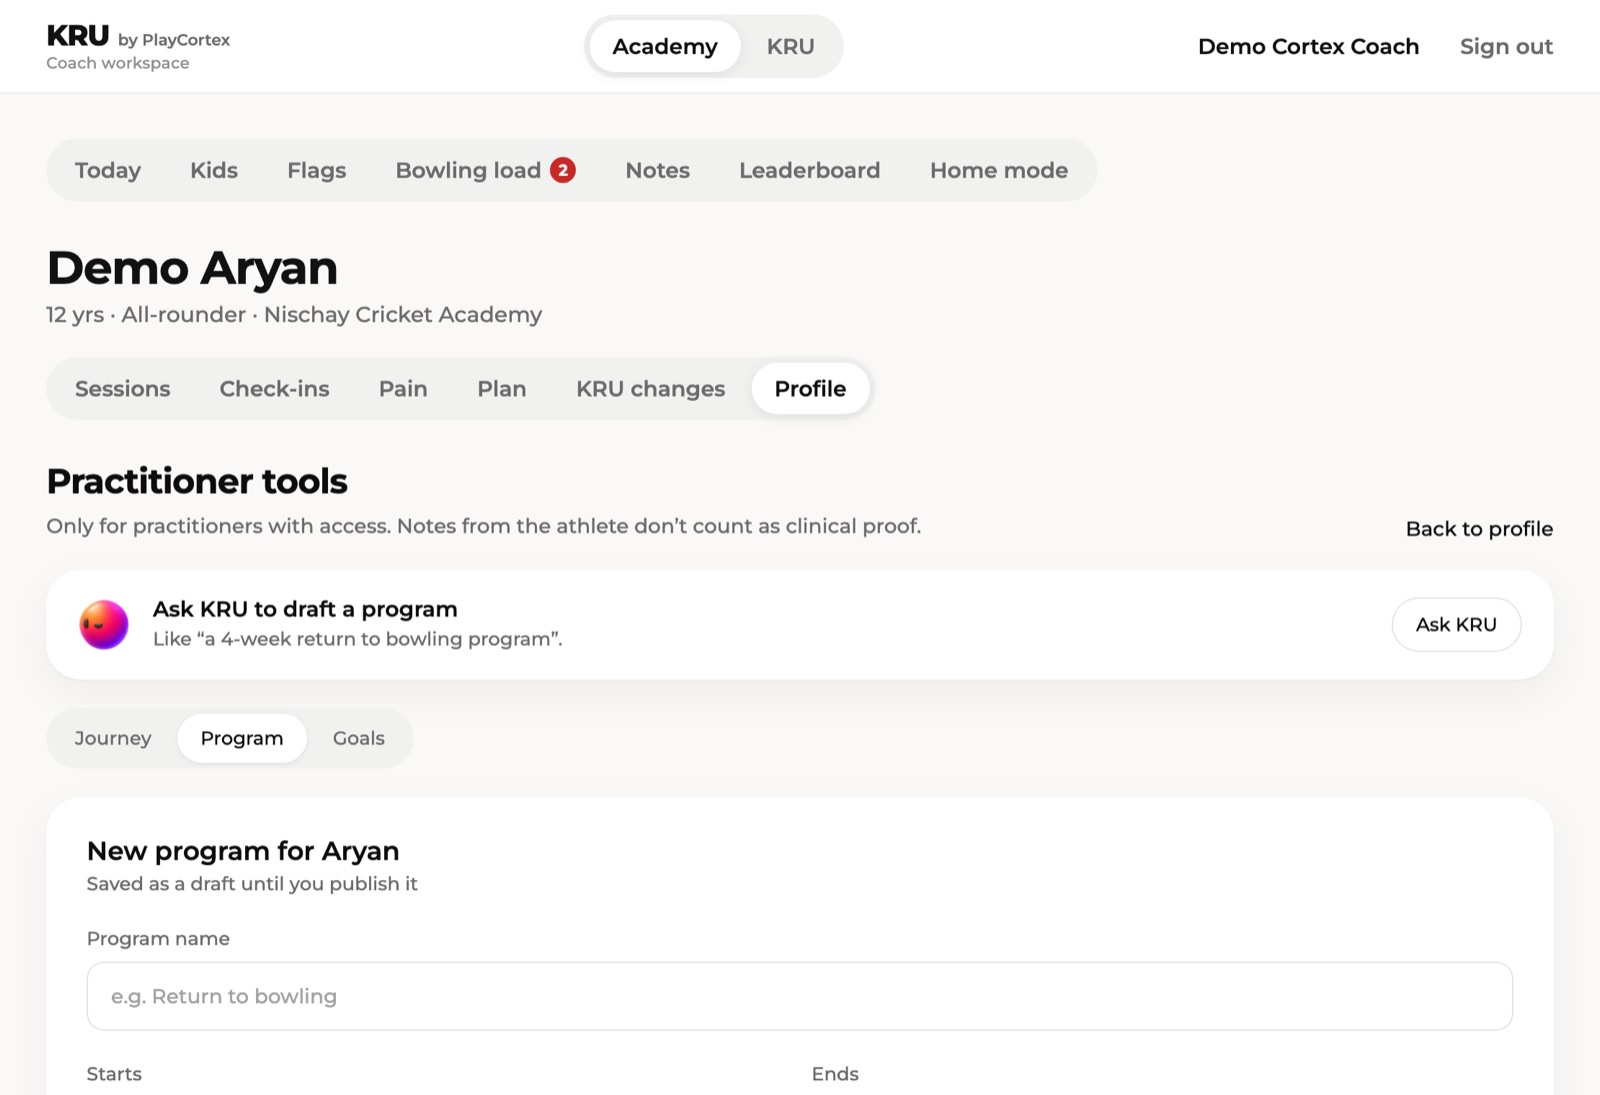 KRU by PlayCortex
Coach workspace
Academy
KRU
Demo Cortex Coach
Sign out
Today
Kids
Flags
Bowling load 2
Notes
Leaderboard
Home mode
Demo Aryan
12 yrs · All-rounder · Nischay Cricket Academy
Sessions
Check-ins
Pain
Plan
KRU changes
Profile
Practitioner tools
Only for practitioners with access. Notes from the athlete don’t count as clinical proof.
Back to profile
Ask KRU to draft a program
Like “a 4-week return to bowling program”.
Ask KRU
Journey
Program
Goals
New program for Aryan
Saved as a draft until you publish it
Program name
e.g. Return to bowling
Starts
Ends